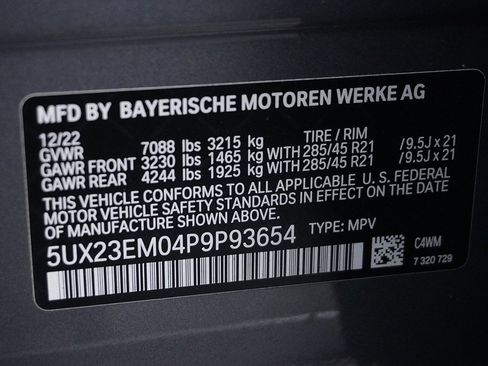 MFD BY BAYERISCHE MOTOREN WERKE AG
12/22 TIRE / RIM
GVWR 7088 lbs 3215 kg
GAWR FRONT 3230 lbs 1465 kg WITH 285/45 R21 / 9.5J x 21
GAWR REAR 4244 lbs 1925 kg WITH 285/45 R21 / 9.5J x 21
THIS VEHICLE CONFORMS TO ALL APPLICABLE U. S. FEDERAL
MOTOR VEHICLE SAFETY STANDARDS IN EFFECT ON THE DATE
OF MANUFACTURE SHOWN ABOVE.
5UX23EM04P9P93654 TYPE: MPV
C4WM
7 320 729